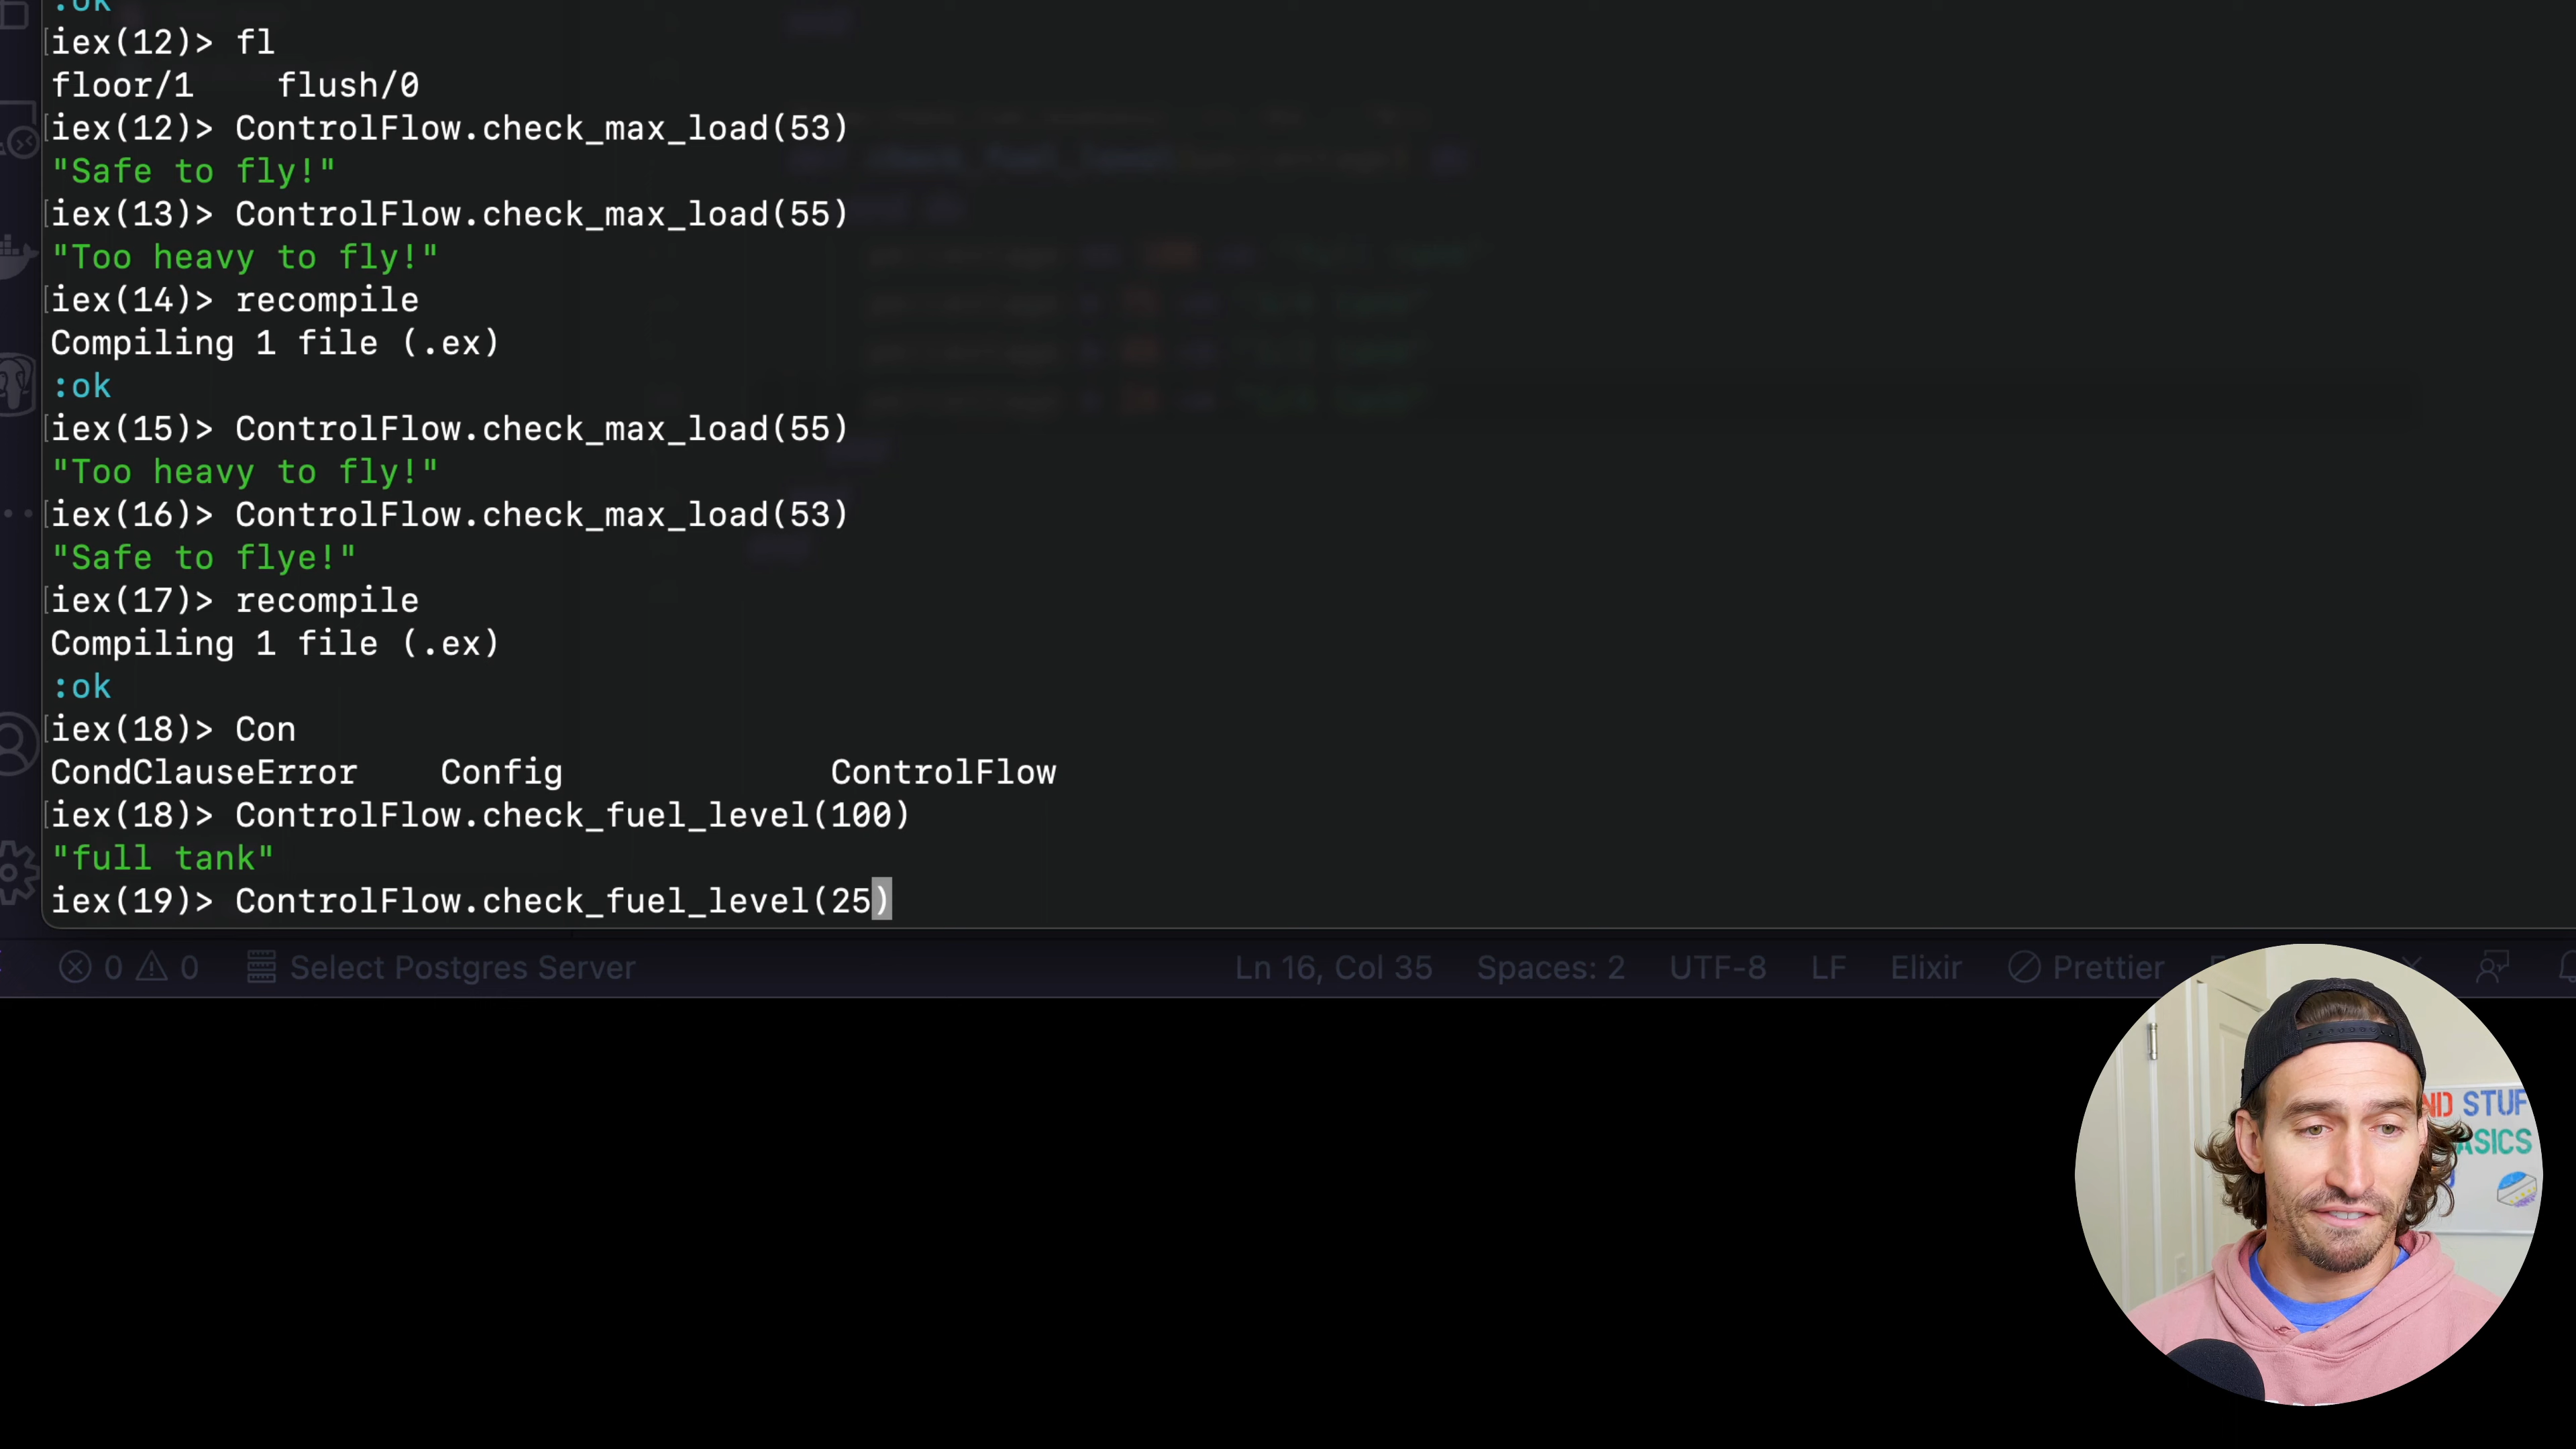 :ok
iex(12)> fl
floor/1    flush/0
iex(12)> ControlFlow.check_max_load(53)
"Safe to fly!"
iex(13)> ControlFlow.check_max_load(55)
"Too heavy to fly!"
iex(14)> recompile
Compiling 1 file (.ex)
:ok
iex(15)> ControlFlow.check_max_load(55)
"Too heavy to fly!"
iex(16)> ControlFlow.check_max_load(53)
"Safe to flye!"
iex(17)> recompile
Compiling 1 file (.ex)
:ok
iex(18)> Con
CondClauseError    Config    ControlFlow
iex(18)> ControlFlow.check_fuel_level(100)
"full tank"
iex(19)> ControlFlow.check_fuel_level(25)
0 0 Select Postgres Server Ln 16, Col 35 Spaces: 2 UTF-8 LF Elixir Prettier
ND STUF
ASICS